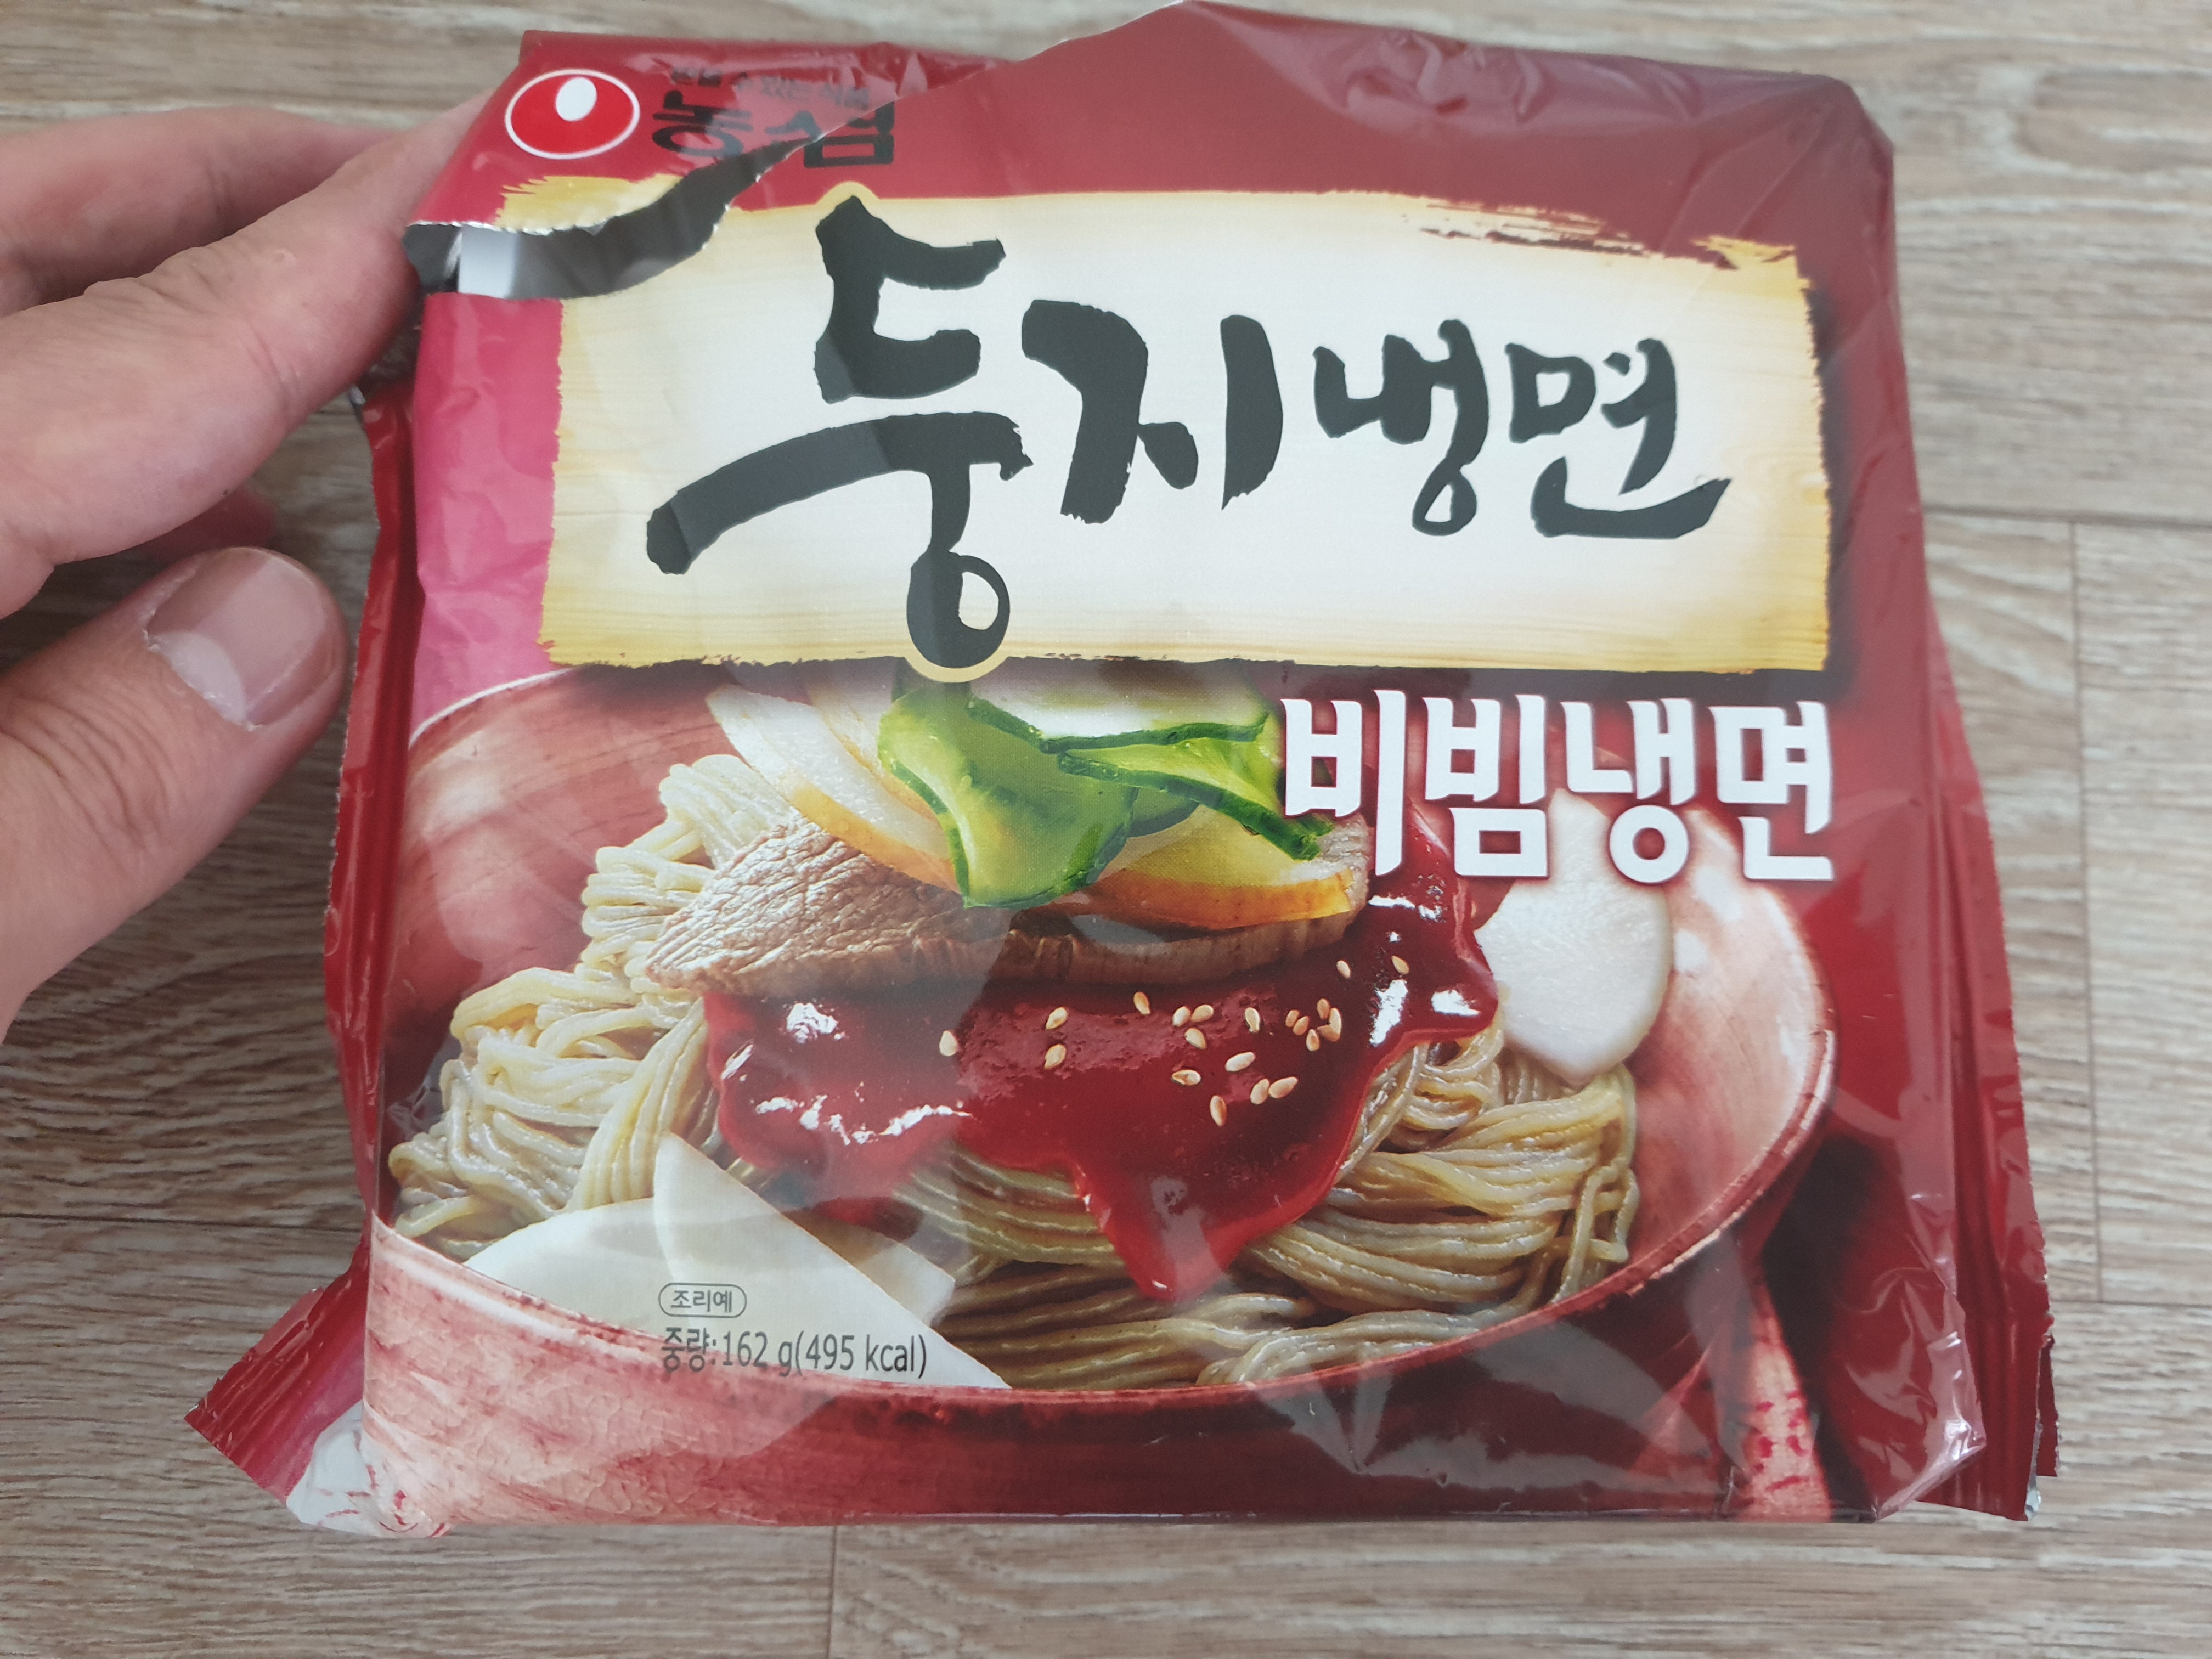 농심
둥지냉면
비빔냉면
조리예
중량:162 g(495 kcal)